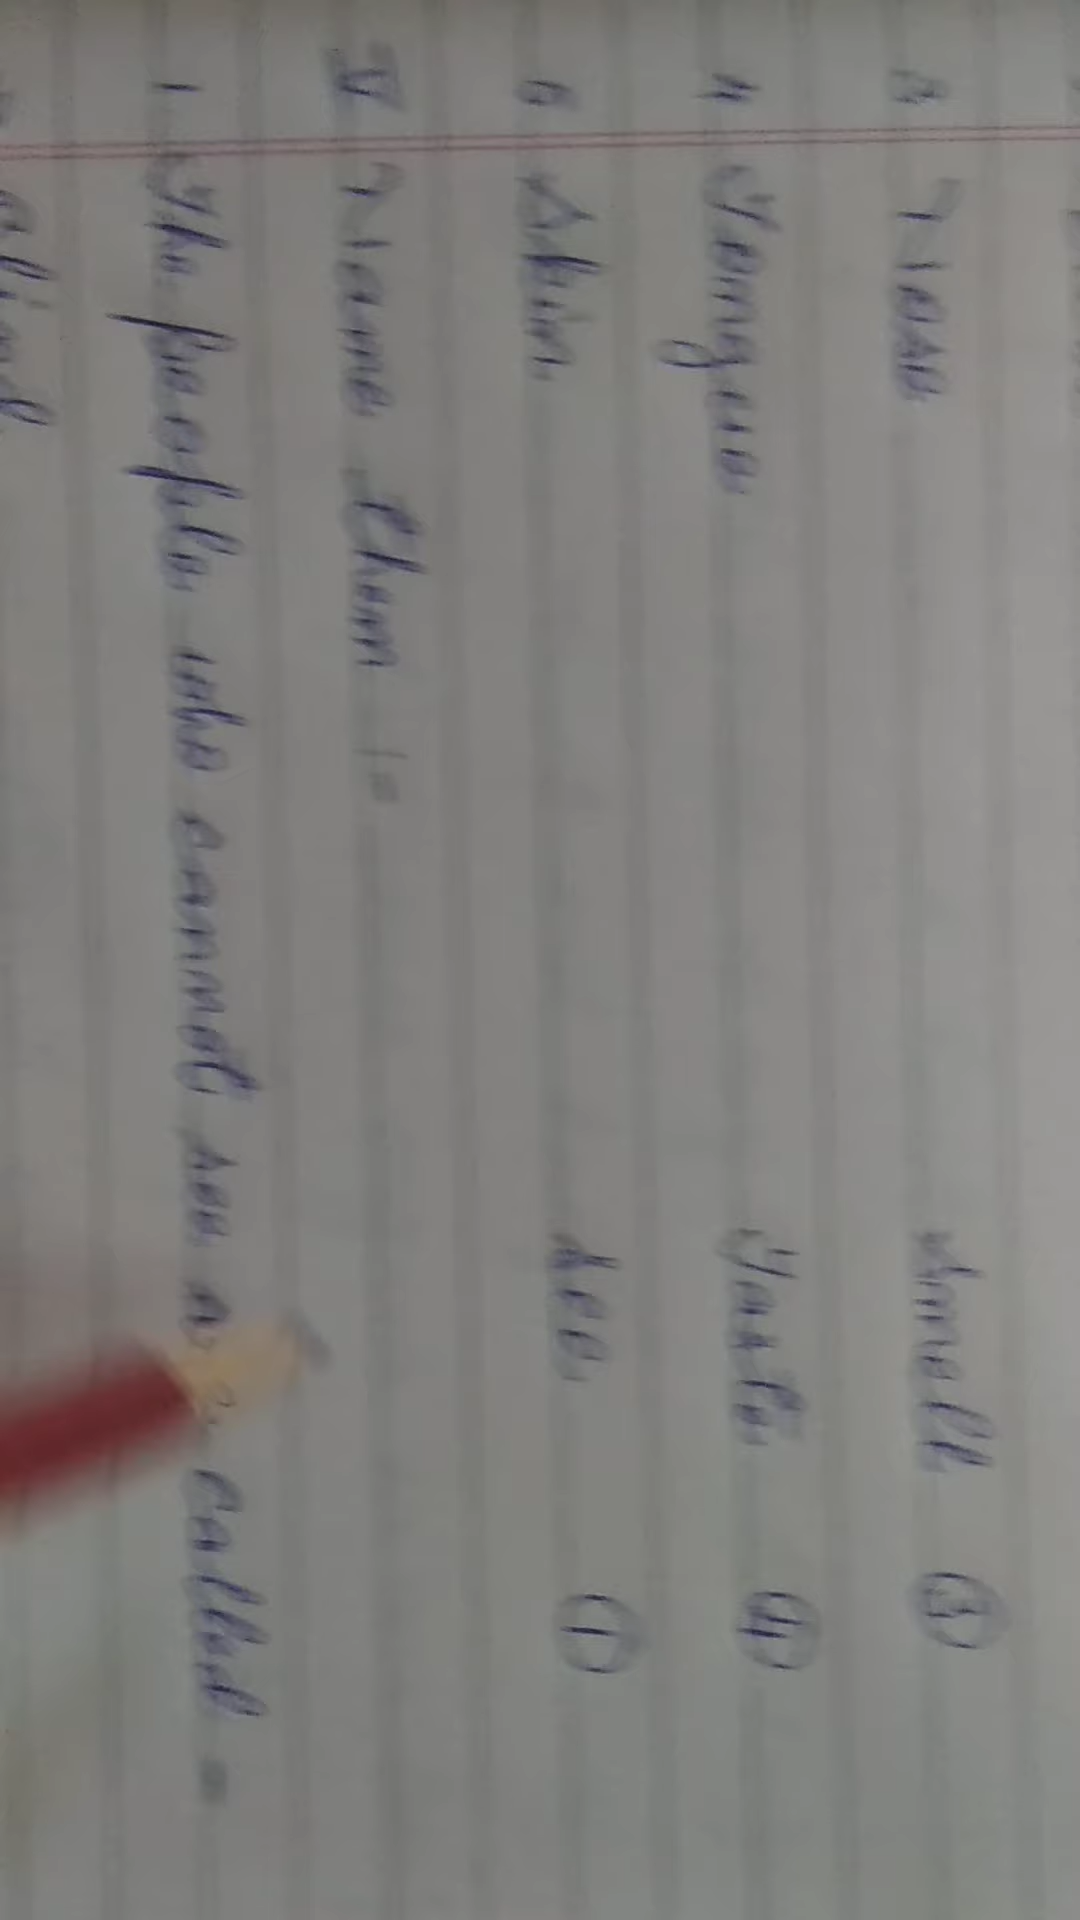 3 Nose smell ③
4 Tongue Taste ④
5 Skin see ①
V Name them :-
1 The people who cannot see are called -
blind